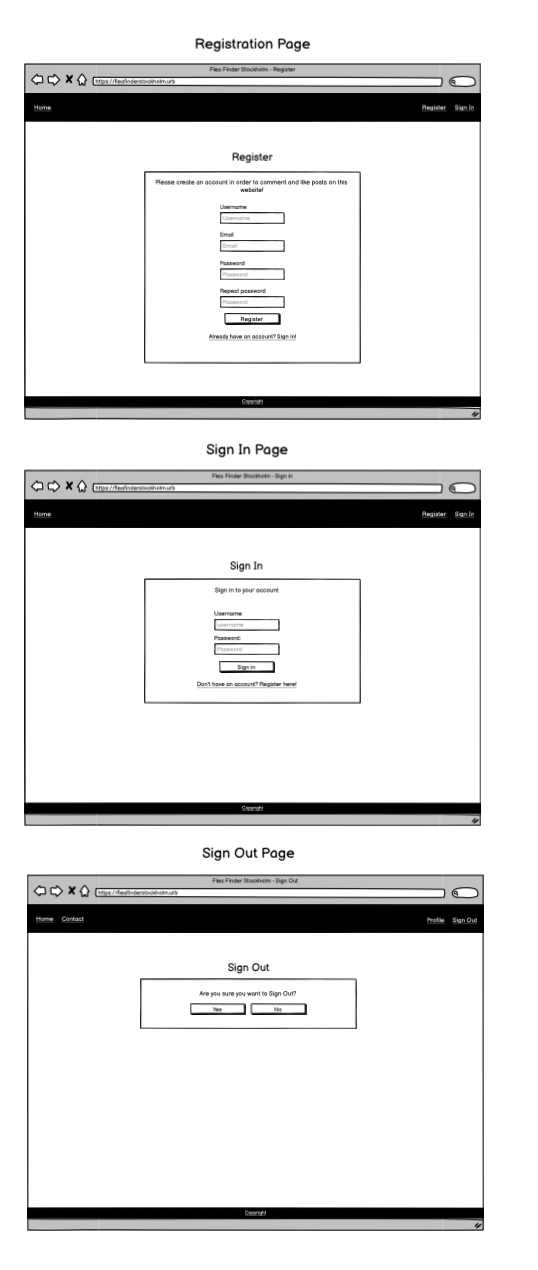 Registration Page
Flea Finder Stockholm - Register
https://fleafinderstockholm.urb
Home Register Sign In
Register
Please create an account in order to comment and like posts on this
website!
Username
Username
Email
Email
Password
Password
Repeat password
Password
Register
Already have an account? Sign in!
Copyright
Sign In Page
Flea Finder Stockholm - Sign in
https://fleafinderstockholm.urb
Home Register Sign In
Sign In
Sign in to your account
Username:
username
Password:
Password
Sign in
Don't have an account? Register here!
Copyright
Sign Out Page
Flea Finder Stockholm - Sign Out
https://fleafinderstockholm.urb
Home Contact Profile Sign Out
Sign Out
Are you sure you want to Sign Out?
Yes No
Copyright